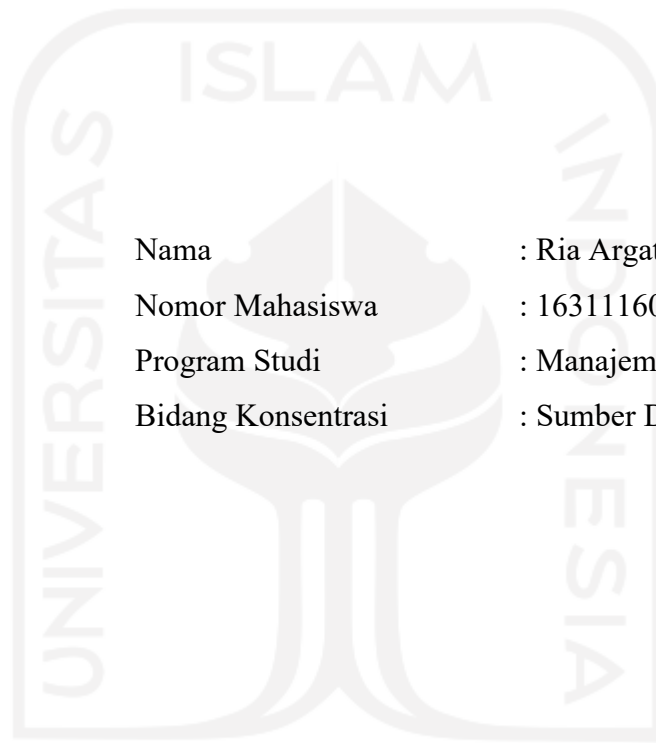 ISLAM
UNIVERSITAS
INDONESIA
Nama : Ria
Nomor Mahasiswa :
Program Studi :
Bidang Konsentrasi : Sumber